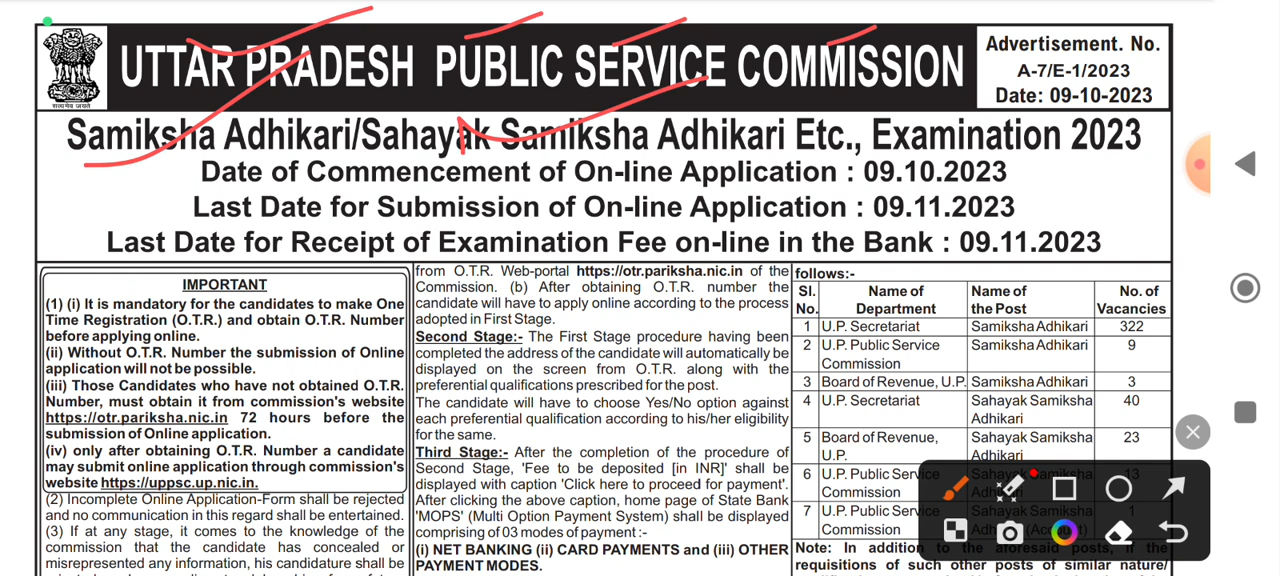 सत्यमेव जयते
UTTAR PRADESH PUBLIC SERVICE COMMISSION
Advertisement. No.
A-7/E-1/2023
Date: 09-10-2023
Samiksha Adhikari/Sahayak Samiksha Adhikari Etc., Examination 2023
Date of Commencement of On-line Application : 09.10.2023
Last Date for Submission of On-line Application : 09.11.2023
Last Date for Receipt of Examination Fee on-line in the Bank : 09.11.2023
IMPORTANT
(1) (i) It is mandatory for the candidates to make One
Time Registration (O.T.R.) and obtain O.T.R. Number
before applying online.
(ii) Without O.T.R. Number the submission of Online
application will not be possible.
(iii) Those Candidates who have not obtained O.T.R.
Number, must obtain it from commission's website
https://otr.pariksha.nic.in 72 hours before the
submission of Online application.
(iv) only after obtaining O.T.R. Number a candidate
may submit online application through commission's
website https://uppsc.up.nic.in.
(2) Incomplete Online Application-Form shall be rejected
and no communication in this regard shall be entertained.
(3) If at any stage, it comes to the knowledge of the
commission that the candidate has concealed or
misrepresented any information, his candidature shall be
from O.T.R. Web-portal https://otr.pariksha.nic.in of the
Commission. (b) After obtaining O.T.R. number the
candidate will have to apply online according to the process
adopted in First Stage.
Second Stage:- The First Stage procedure having been
completed the address of the candidate will automatically be
displayed on the screen from O.T.R. along with the
preferential qualifications prescribed for the post.
The candidate will have to choose Yes/No option against
each preferential qualification according to his/her eligibility
for the same.
Third Stage:- After the completion of the procedure of
Second Stage, 'Fee to be deposited [in INR]' shall be
displayed with caption 'Click here to proceed for payment'.
After clicking the above caption, home page of State Bank
'MOPS' (Multi Option Payment System) shall be displayed
comprising of 03 modes of payment :-
(i) NET BANKING (ii) CARD PAYMENTS and (iii) OTHER
PAYMENT MODES.
follows:-
Sl. No. Name of Department Name of the Post No. of Vacancies
1 U.P. Secretariat Samiksha Adhikari 322
2 U.P. Public Service Samiksha Adhikari 9
Commission
3 Board of Revenue, U.P. Samiksha Adhikari 3
4 U.P. Secretariat Sahayak Samiksha 40
Adhikari
5 Board of Revenue, Sahayak Samiksha 23
U.P. Adhikari
6 U.P. Public Service Sahayak Samiksha 13
Commission Adhikari
7 U.P. Public Service Sahayak Samiksha 1
Commission
Note: In addition to the aforesaid posts, if the
requisitions of such other posts of similar nature/